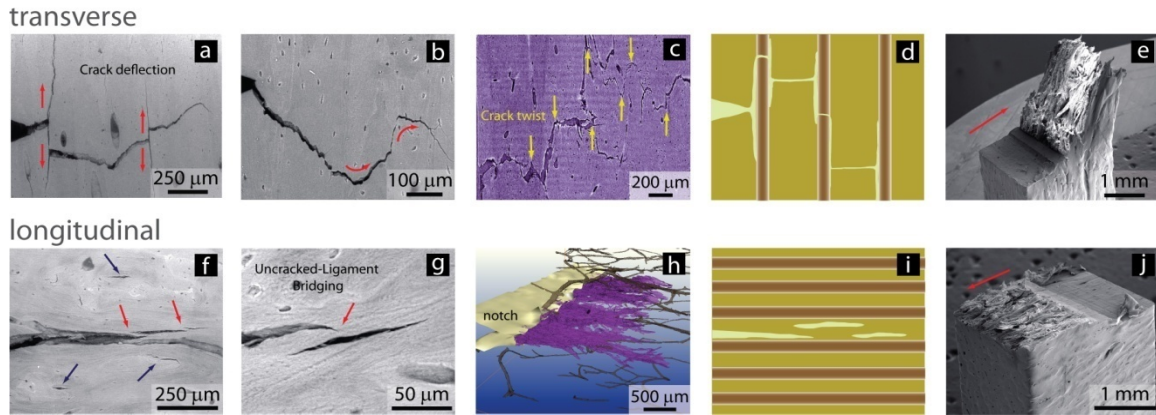 transverse
a
Crack deflection
250 μm
b
100 μm
c
Crack twist
200 μm
d
e
1 mm
longitudinal
f
250 μm
g
Uncracked-Ligament
Bridging
50 μm
h
notch
500 μm
i
j
1 mm